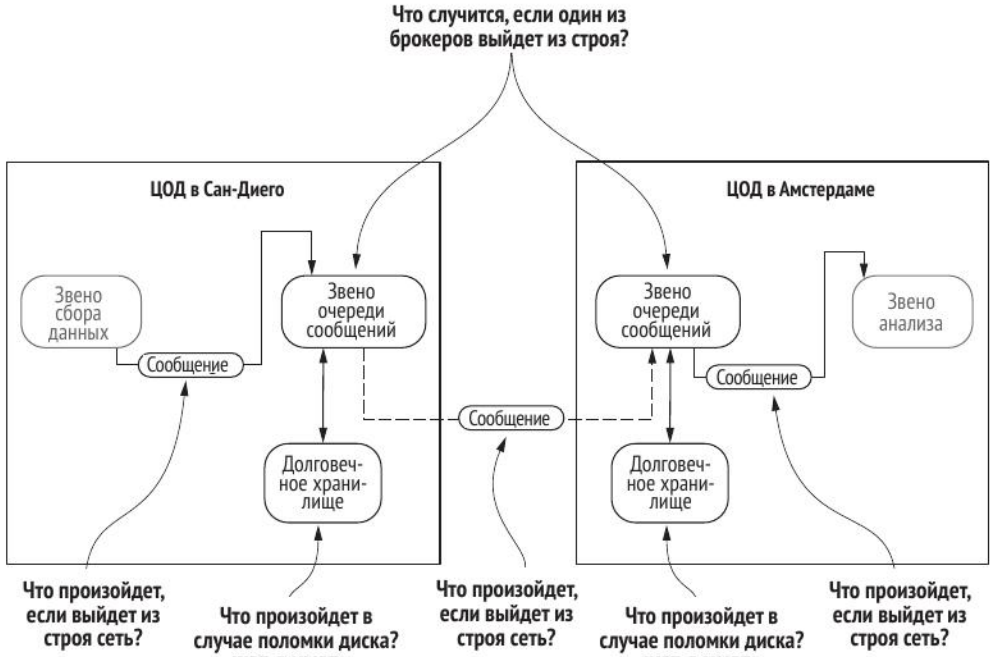 Что случится, если один из
брокеров выйдет из строя?
ЦОД в Сан-Диего
ЦОД в Амстердаме
Звено
сбора
данных
Звено
очереди
сообщений
Звено
очереди
сообщений
Звено
анализа
Сообщение
Сообщение
Сообщение
Долговеч-
ное храни-
лище
Долговеч-
ное храни-
лище
Что произойдет,
если выйдет из
строя сеть?
Что произойдет в
случае поломки диска?
Что произойдет,
если выйдет из
строя сеть?
Что произойдет в
случае поломки диска?
Что произойдет,
если выйдет из
строя сеть?